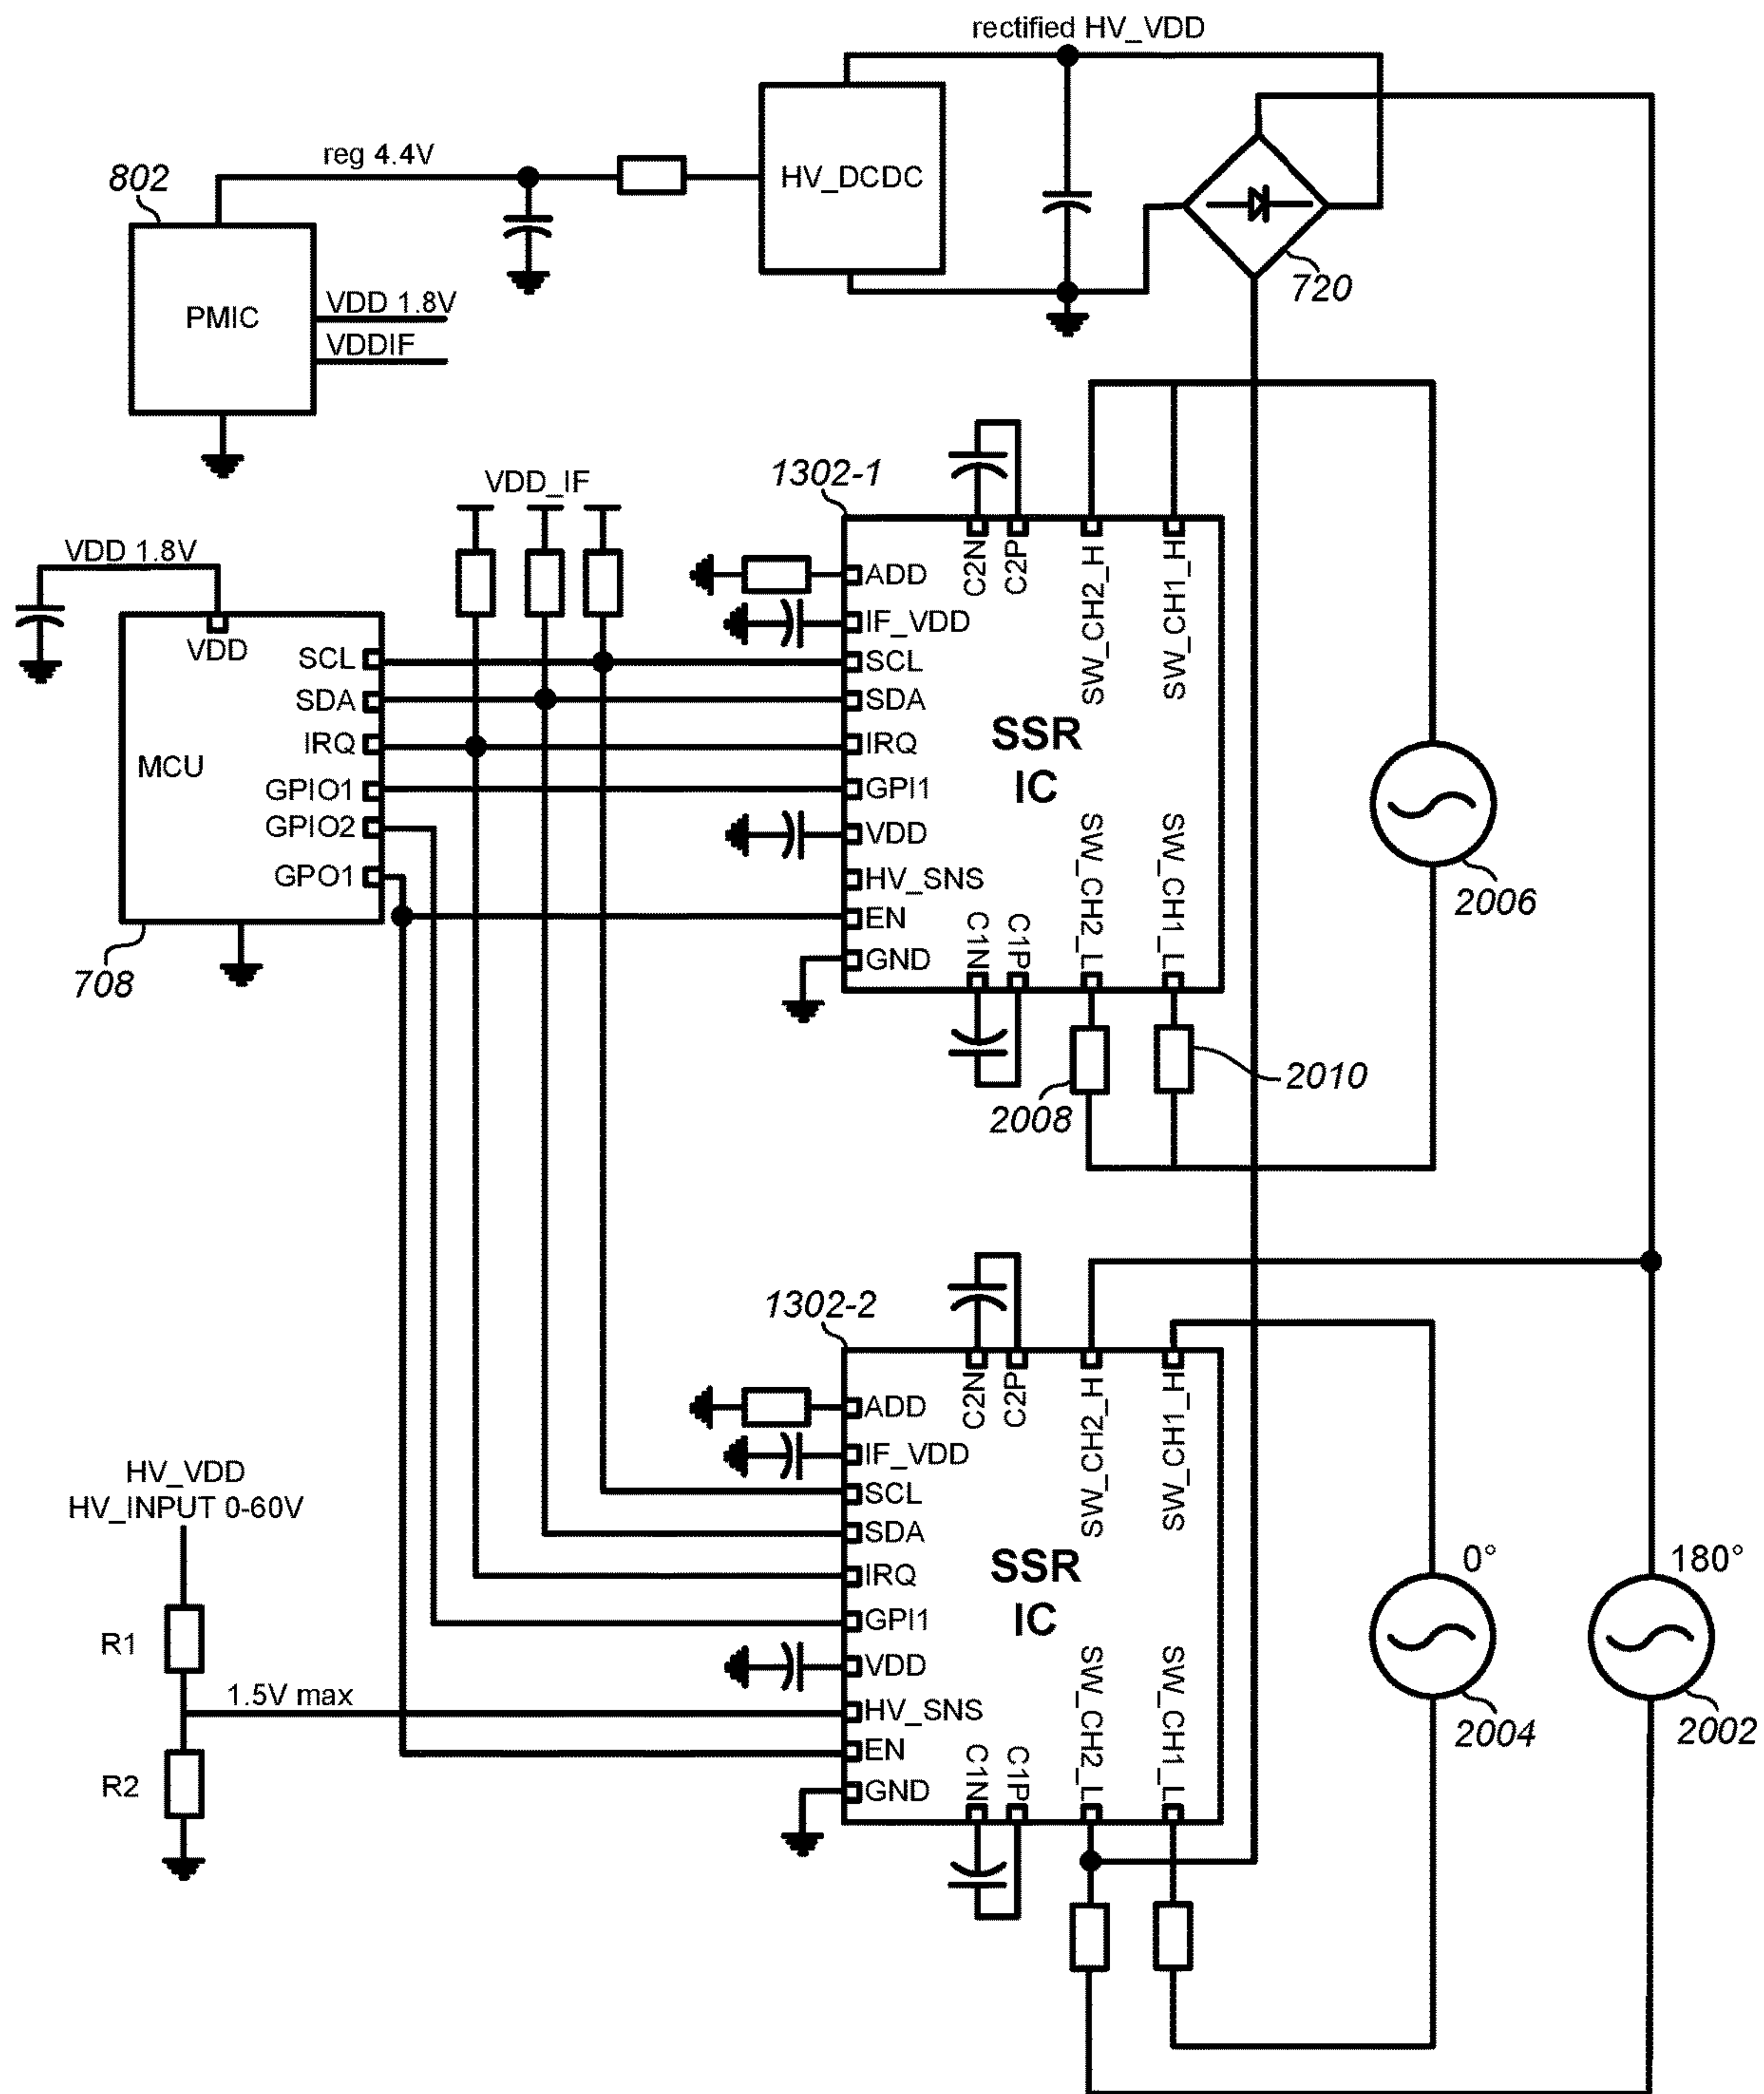 rectified HV_VDD
reg 4.4V
802
HV_DCDC
PMIC
VDD 1.8V
VDDIF
720
VDD_IF
1302-1
VDD 1.8V
VDD
SCL
SDA
IRQ
GPIO1
GPIO2
GPO1
MCU
708
ADD
IF_VDD
SCL
SDA
IRQ
GPI1
VDD
HV_SNS
EN
GND
C2N
C2P
SW_CH2_H
SW_CH1_H
SSR
IC
C1N
C1P
SW_CH2_L
SW_CH1_L
2006
2008
2010
1302-2
ADD
IF_VDD
SCL
SDA
IRQ
GPI1
VDD
HV_SNS
EN
GND
C2N
C2P
SW_CH2_H
SW_CH1_H
SSR
IC
C1N
C1P
SW_CH2_L
SW_CH1_L
HV_VDD
HV_INPUT 0-60V
R1
1.5V max
R2
0°
180°
2004
2002